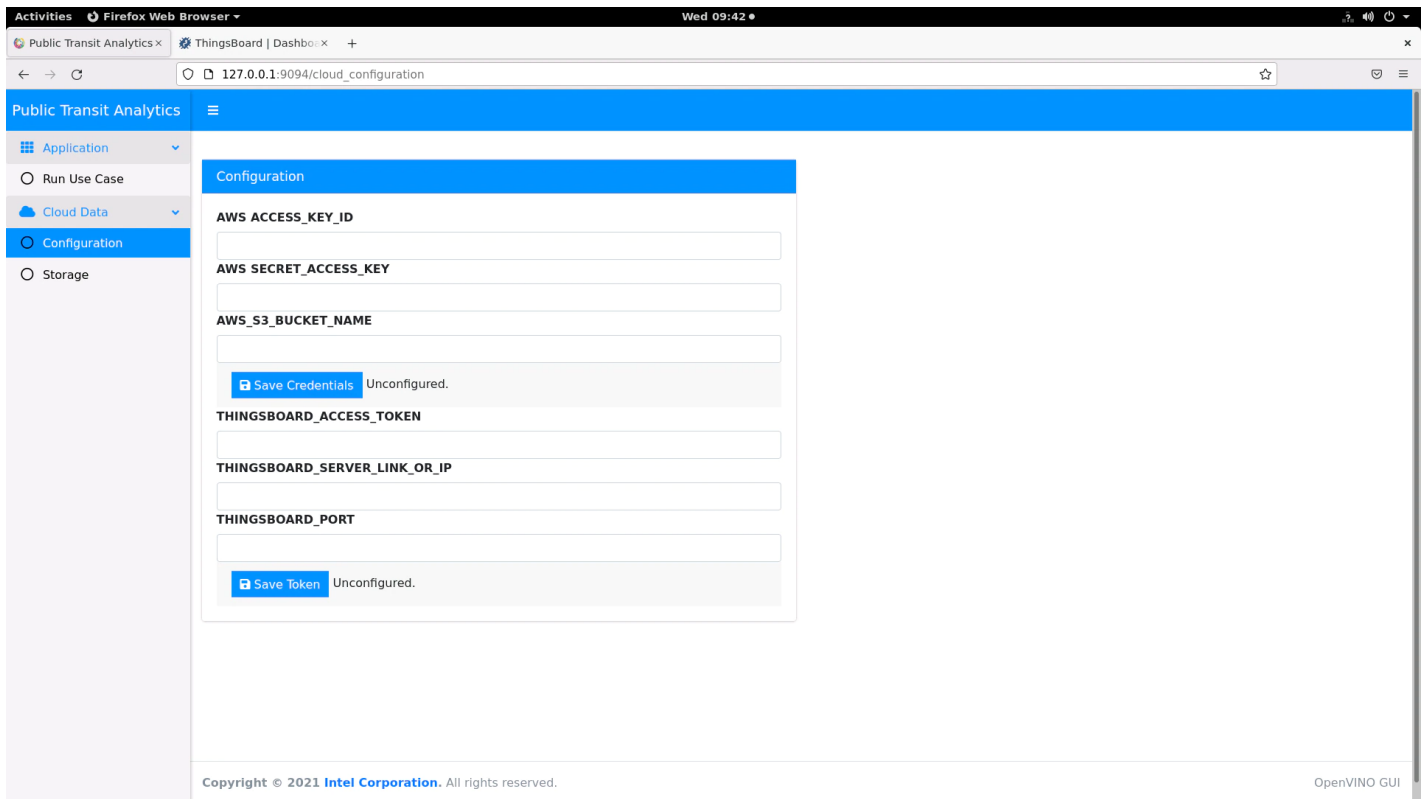 Activities Firefox Web Browser Wed 09:42
Public Transit Analytics ThingsBoard | Dashboa
127.0.0.1:9094/cloud_configuration
Public Transit Analytics
Application
Run Use Case
Cloud Data
Configuration
Storage
Configuration
AWS ACCESS_KEY_ID
AWS SECRET_ACCESS_KEY
AWS_S3_BUCKET_NAME
Save Credentials Unconfigured.
THINGSBOARD_ACCESS_TOKEN
THINGSBOARD_SERVER_LINK_OR_IP
THINGSBOARD_PORT
Save Token Unconfigured.
Copyright © 2021 Intel Corporation. All rights reserved. OpenVINO GUI